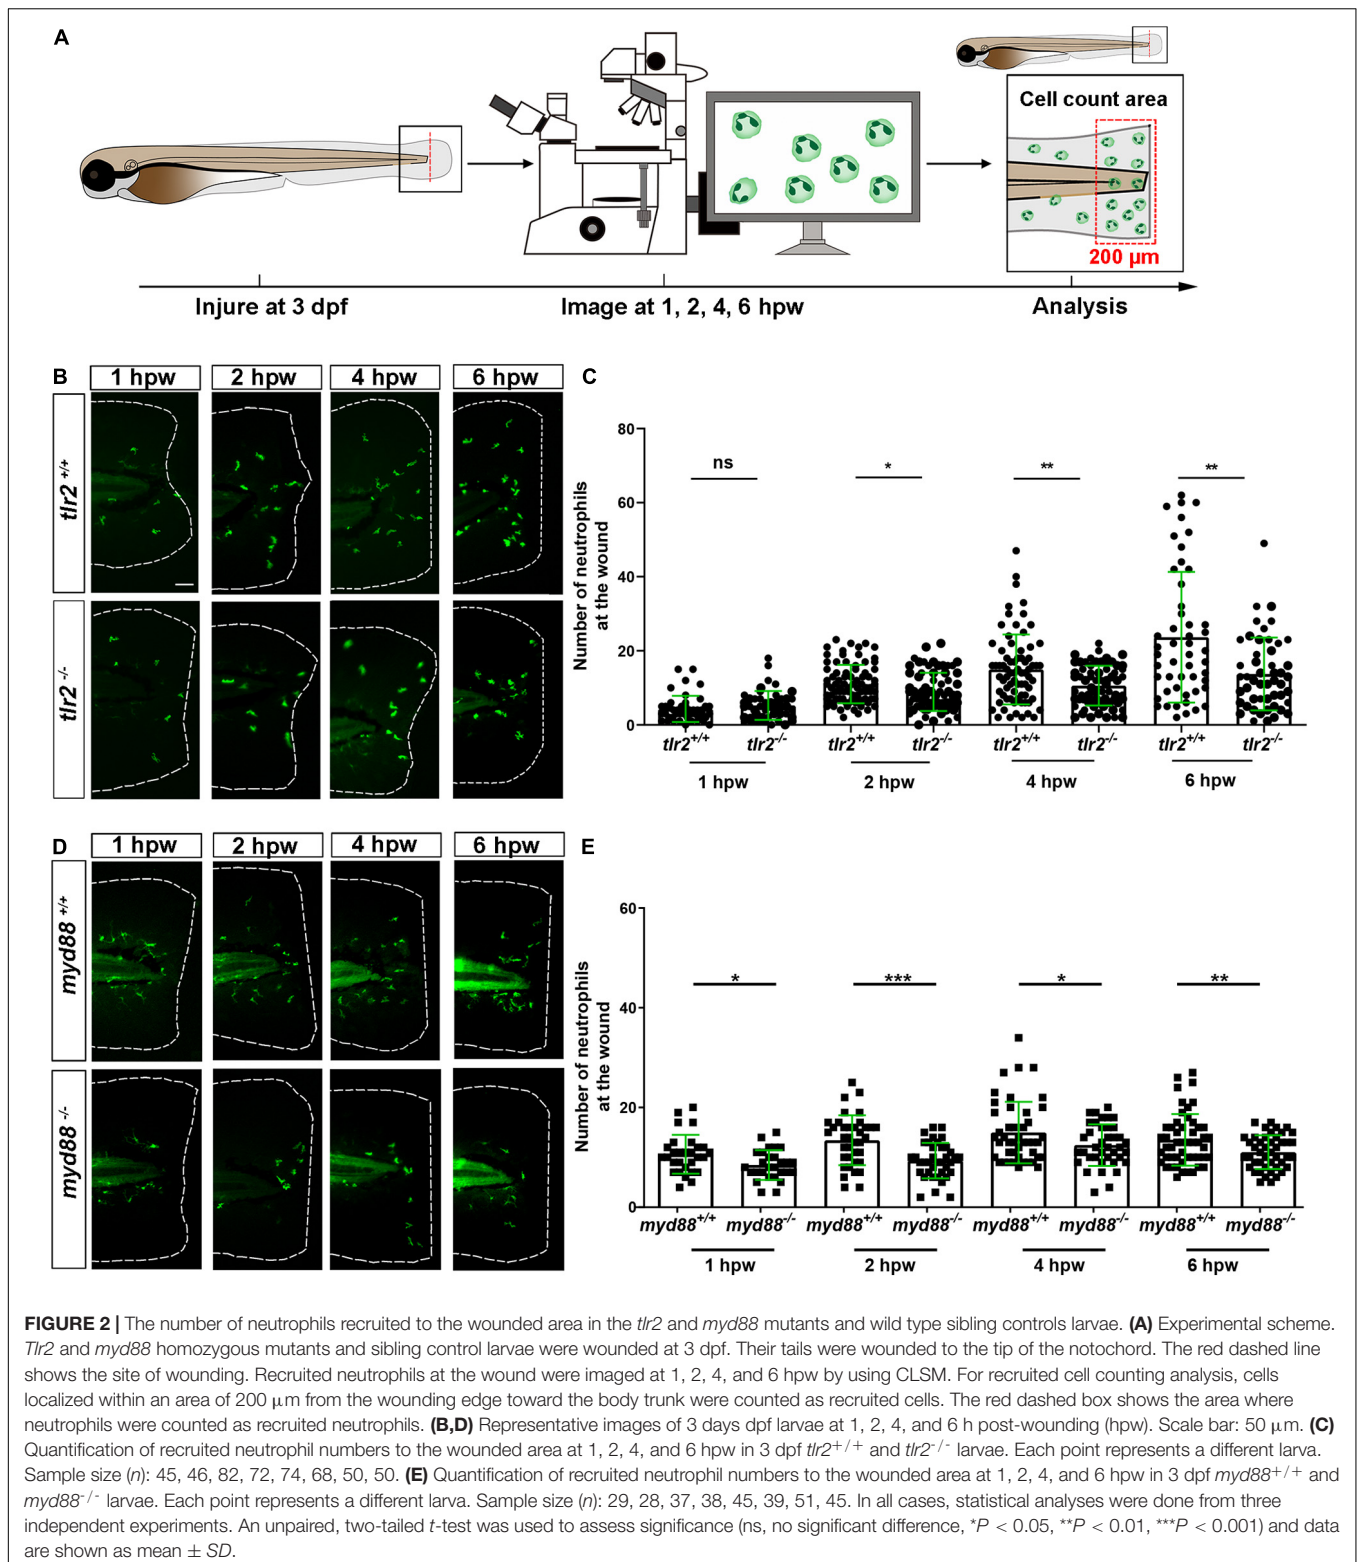 A
Cell count area
200 µm
Injure at 3 dpf
Image at 1, 2, 4, 6 hpw
Analysis
B
1 hpw
2 hpw
4 hpw
6 hpw
tlr2 +/+
tlr2 -/-
C
Number of neutrophils
at the wound
80
60
40
20
0
ns
*
**
**
tlr2+/+
tlr2-/-
tlr2+/+
tlr2-/-
tlr2+/+
tlr2-/-
tlr2+/+
tlr2-/-
1 hpw
2 hpw
4 hpw
6 hpw
D
1 hpw
2 hpw
4 hpw
6 hpw
myd88 +/+
myd88 -/-
E
Number of neutrophils
at the wound
60
40
20
0
*
***
*
**
myd88+/+
myd88-/-
myd88+/+
myd88-/-
myd88+/+
myd88-/-
myd88+/+
myd88-/-
1 hpw
2 hpw
4 hpw
6 hpw
FIGURE 2 | The number of neutrophils recruited to the wounded area in the tlr2 and myd88 mutants and wild type sibling controls larvae. (A) Experimental scheme.
Tlr2 and myd88 homozygous mutants and sibling control larvae were wounded at 3 dpf. Their tails were wounded to the tip of the notochord. The red dashed line
shows the site of wounding. Recruited neutrophils at the wound were imaged at 1, 2, 4, and 6 hpw by using CLSM. For recruited cell counting analysis, cells
localized within an area of 200 µm from the wounding edge toward the body trunk were counted as recruited cells. The red dashed box shows the area where
neutrophils were counted as recruited neutrophils. (B,D) Representative images of 3 days dpf larvae at 1, 2, 4, and 6 h post-wounding (hpw). Scale bar: 50 µm. (C)
Quantification of recruited neutrophil numbers to the wounded area at 1, 2, 4, and 6 hpw in 3 dpf tlr2+/+ and tlr2-/- larvae. Each point represents a different larva.
Sample size (n): 45, 46, 82, 72, 74, 68, 50, 50. (E) Quantification of recruited neutrophil numbers to the wounded area at 1, 2, 4, and 6 hpw in 3 dpf myd88+/+ and
myd88-/- larvae. Each point represents a different larva. Sample size (n): 29, 28, 37, 38, 45, 39, 51, 45. In all cases, statistical analyses were done from three
independent experiments. An unpaired, two-tailed t-test was used to assess significance (ns, no significant difference, *P < 0.05, **P < 0.01, ***P < 0.001) and data
are shown as mean ± SD.